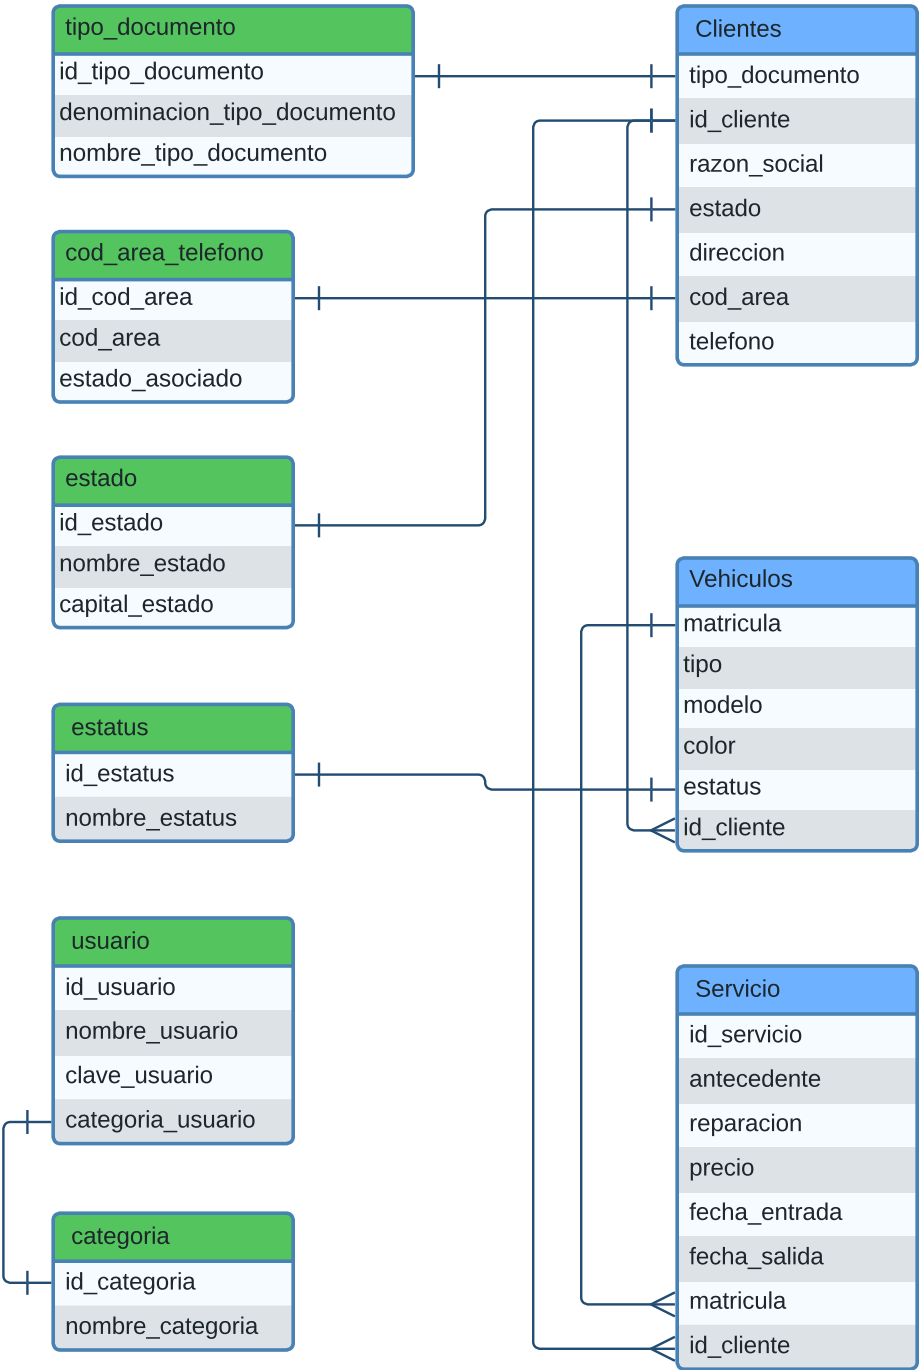 tipo_documento
id_tipo_documento
denominacion_tipo_documento
nombre_tipo_documento
cod_area_telefono
id_cod_area
cod_area
estado_asociado
estado
id_estado
nombre_estado
capital_estado
estatus
id_estatus
nombre_estatus
usuario
id_usuario
nombre_usuario
clave_usuario
categoria_usuario
categoria
id_categoria
nombre_categoria
Clientes
tipo_documento
id_cliente
razon_social
estado
direccion
cod_area
telefono
Vehiculos
matricula
tipo
modelo
color
estatus
id_cliente
Servicio
id_servicio
antecedente
reparacion
precio
fecha_entrada
fecha_salida
matricula
id_cliente